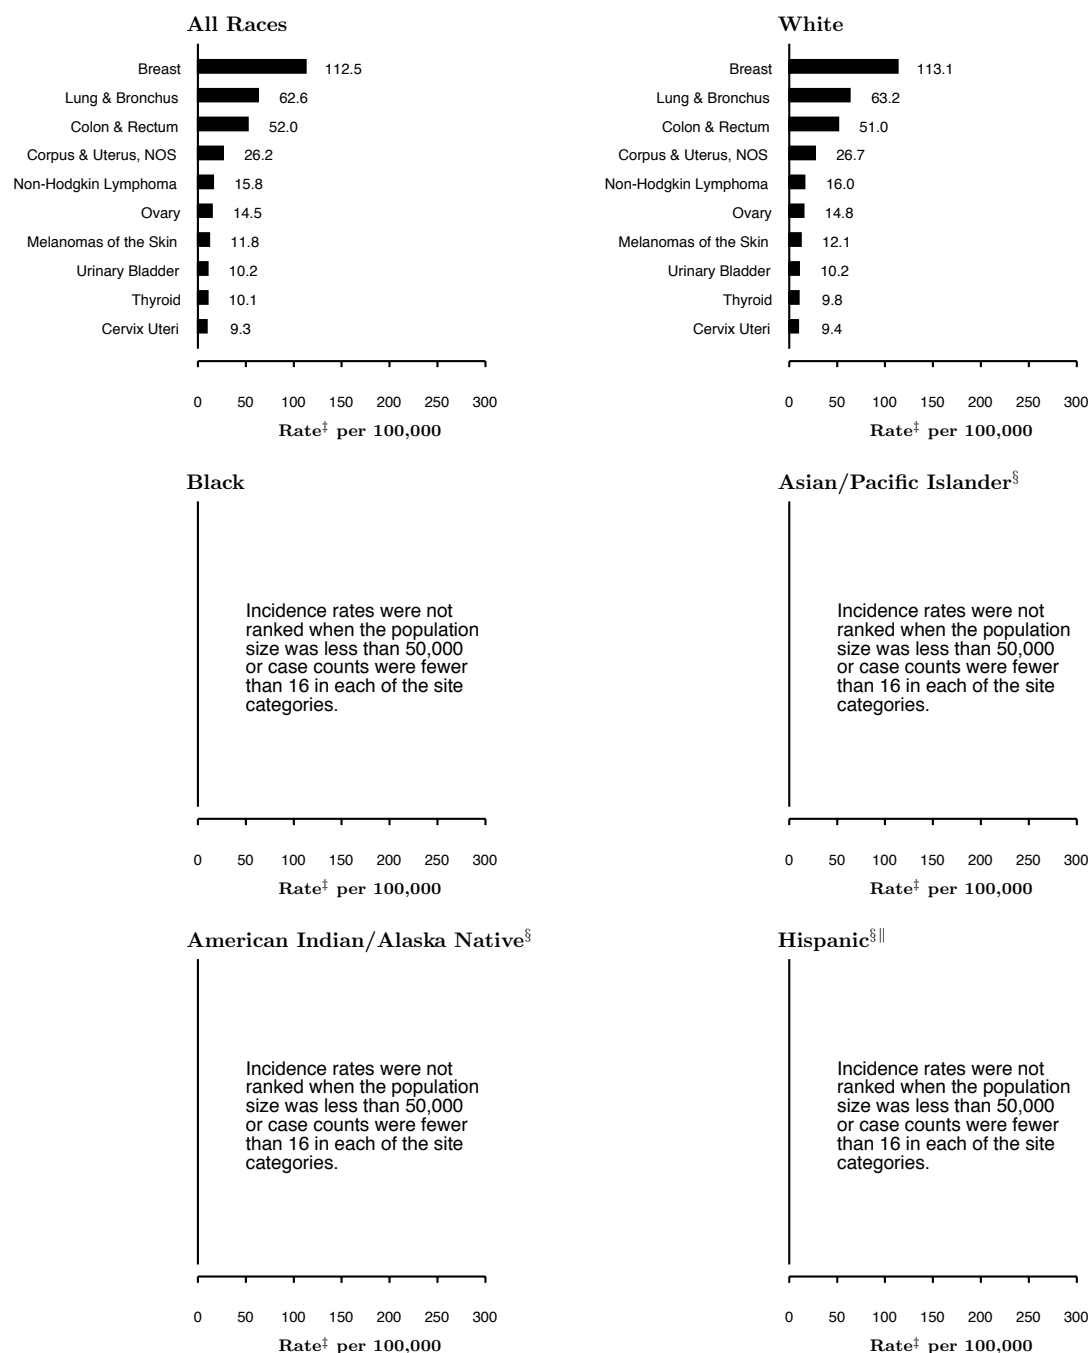 All Races
Breast 112.5
Lung & Bronchus 62.6
Colon & Rectum 52.0
Corpus & Uterus, NOS 26.2
Non-Hodgkin Lymphoma 15.8
Ovary 14.5
Melanomas of the Skin 11.8
Urinary Bladder 10.2
Thyroid 10.1
Cervix Uteri 9.3
0 50 100 150 200 250 300
Rate‡ per 100,000
White
Breast 113.1
Lung & Bronchus 63.2
Colon & Rectum 51.0
Corpus & Uterus, NOS 26.7
Non-Hodgkin Lymphoma 16.0
Ovary 14.8
Melanomas of the Skin 12.1
Urinary Bladder 10.2
Thyroid 9.8
Cervix Uteri 9.4
0 50 100 150 200 250 300
Rate‡ per 100,000
Black
Incidence rates were not
ranked when the population
size was less than 50,000
or case counts were fewer
than 16 in each of the site
categories.
0 50 100 150 200 250 300
Rate‡ per 100,000
Asian/Pacific Islander§
Incidence rates were not
ranked when the population
size was less than 50,000
or case counts were fewer
than 16 in each of the site
categories.
0 50 100 150 200 250 300
Rate‡ per 100,000
American Indian/Alaska Native§
Incidence rates were not
ranked when the population
size was less than 50,000
or case counts were fewer
than 16 in each of the site
categories.
0 50 100 150 200 250 300
Rate‡ per 100,000
Hispanic§‖
Incidence rates were not
ranked when the population
size was less than 50,000
or case counts were fewer
than 16 in each of the site
categories.
0 50 100 150 200 250 300
Rate‡ per 100,000